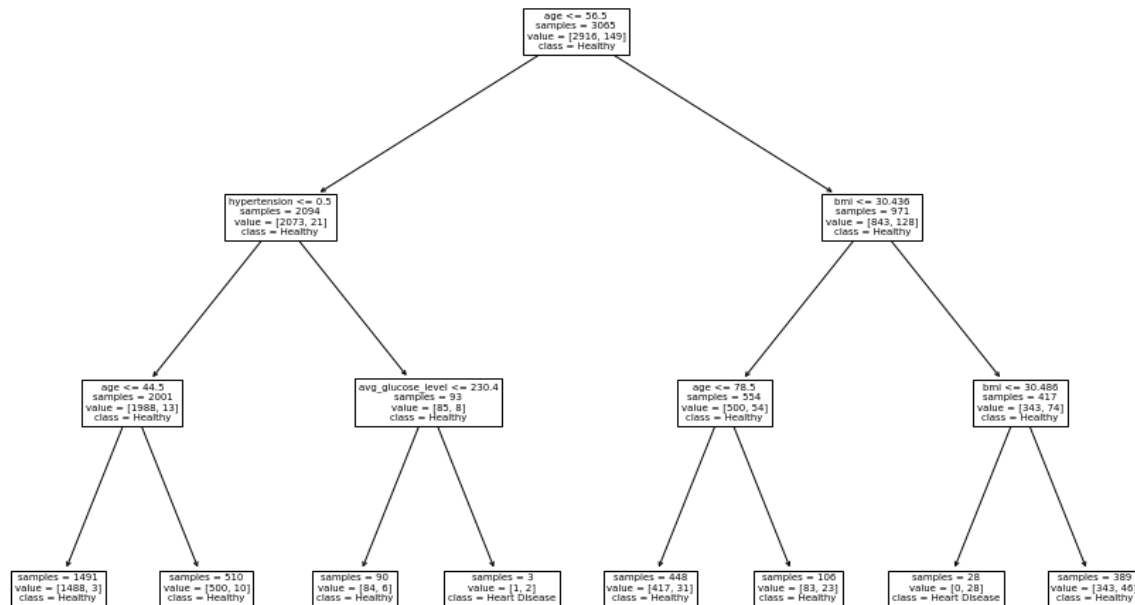 age <= 56.5
samples = 3065
value = [2916, 149]
class = Healthy
hypertension <= 0.5
samples = 2094
value = [2073, 21]
class = Healthy
bmi <= 30.436
samples = 971
value = [843, 128]
class = Healthy
age <= 44.5
samples = 2001
value = [1988, 13]
class = Healthy
avg_glucose_level <= 230.4
samples = 93
value = [85, 8]
class = Healthy
age <= 78.5
samples = 554
value = [500, 54]
class = Healthy
bmi <= 30.486
samples = 417
value = [343, 74]
class = Healthy
samples = 1491
value = [1488, 3]
class = Healthy
samples = 510
value = [500, 10]
class = Healthy
samples = 90
value = [84, 6]
class = Healthy
samples = 3
value = [1, 2]
class = Heart Disease
samples = 448
value = [417, 31]
class = Healthy
samples = 106
value = [83, 23]
class = Healthy
samples = 28
value = [0, 28]
class = Heart Disease
samples = 389
value = [343, 46]
class = Healthy